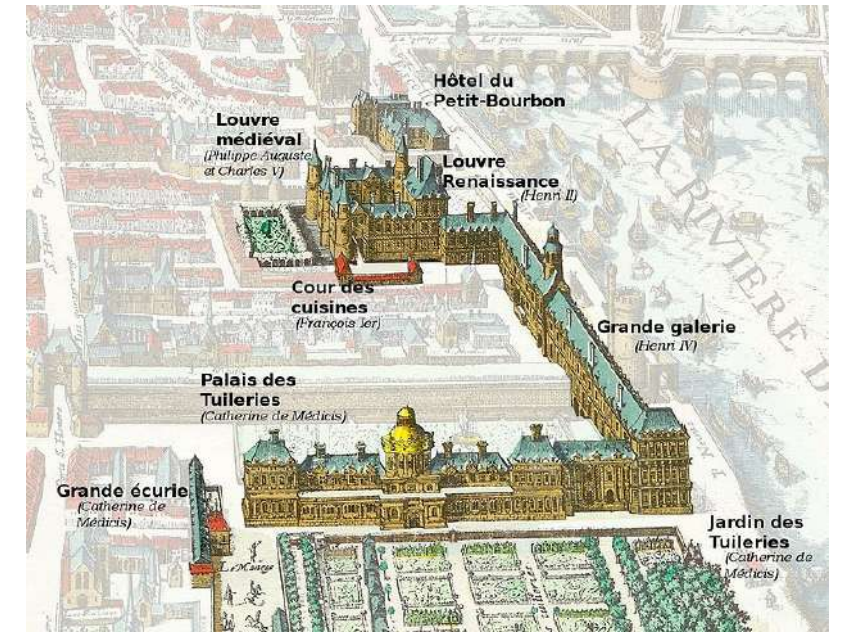 Hôtel du
Petit-Bourbon
Louvre
médiéval
(Philippe Auguste
et Charles V)
Louvre
Renaissance
(Henri II)
Cour des
cuisines
(François Ier)
Grande galerie
(Henri IV)
Palais des
Tuileries
(Catherine de Médicis)
Grande écurie
(Catherine de
Médicis)
Jardin des
Tuileries
(Catherine de
Médicis)
LA RIVIERE